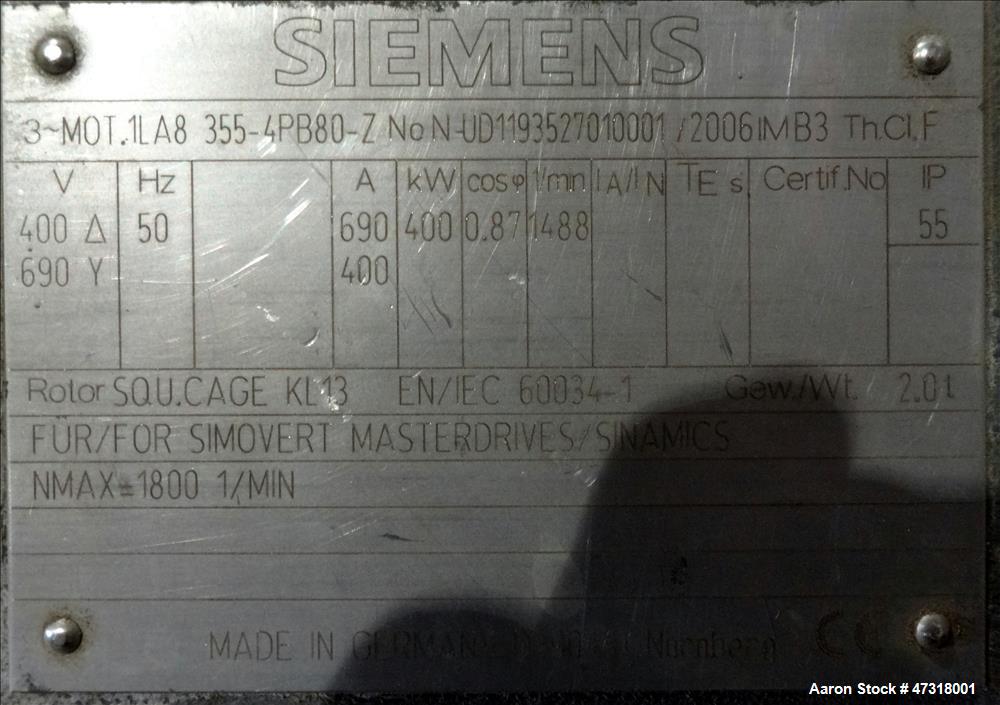 SIEMENS
3~MOT.1LA8 355-4PB80-Z No N-UD1193527010001 /2006 IM B3 Th.Cl.F
V Hz A kW cosφ 1/min IA/IN TE s Certif.No IP
400 Δ 50 690 400 0.87 1488 55
690 Y 400
Rotor SQU.CAGE KL13 EN/IEC 60034-1 Gew./Wt. 2.0t
FÜR/FOR SIMOVERT MASTERDRIVES/SINAMICS
NMAX=1800 1/MIN
MADE IN GERMANY Nürnberg CE
Aaron Stock # 47318001